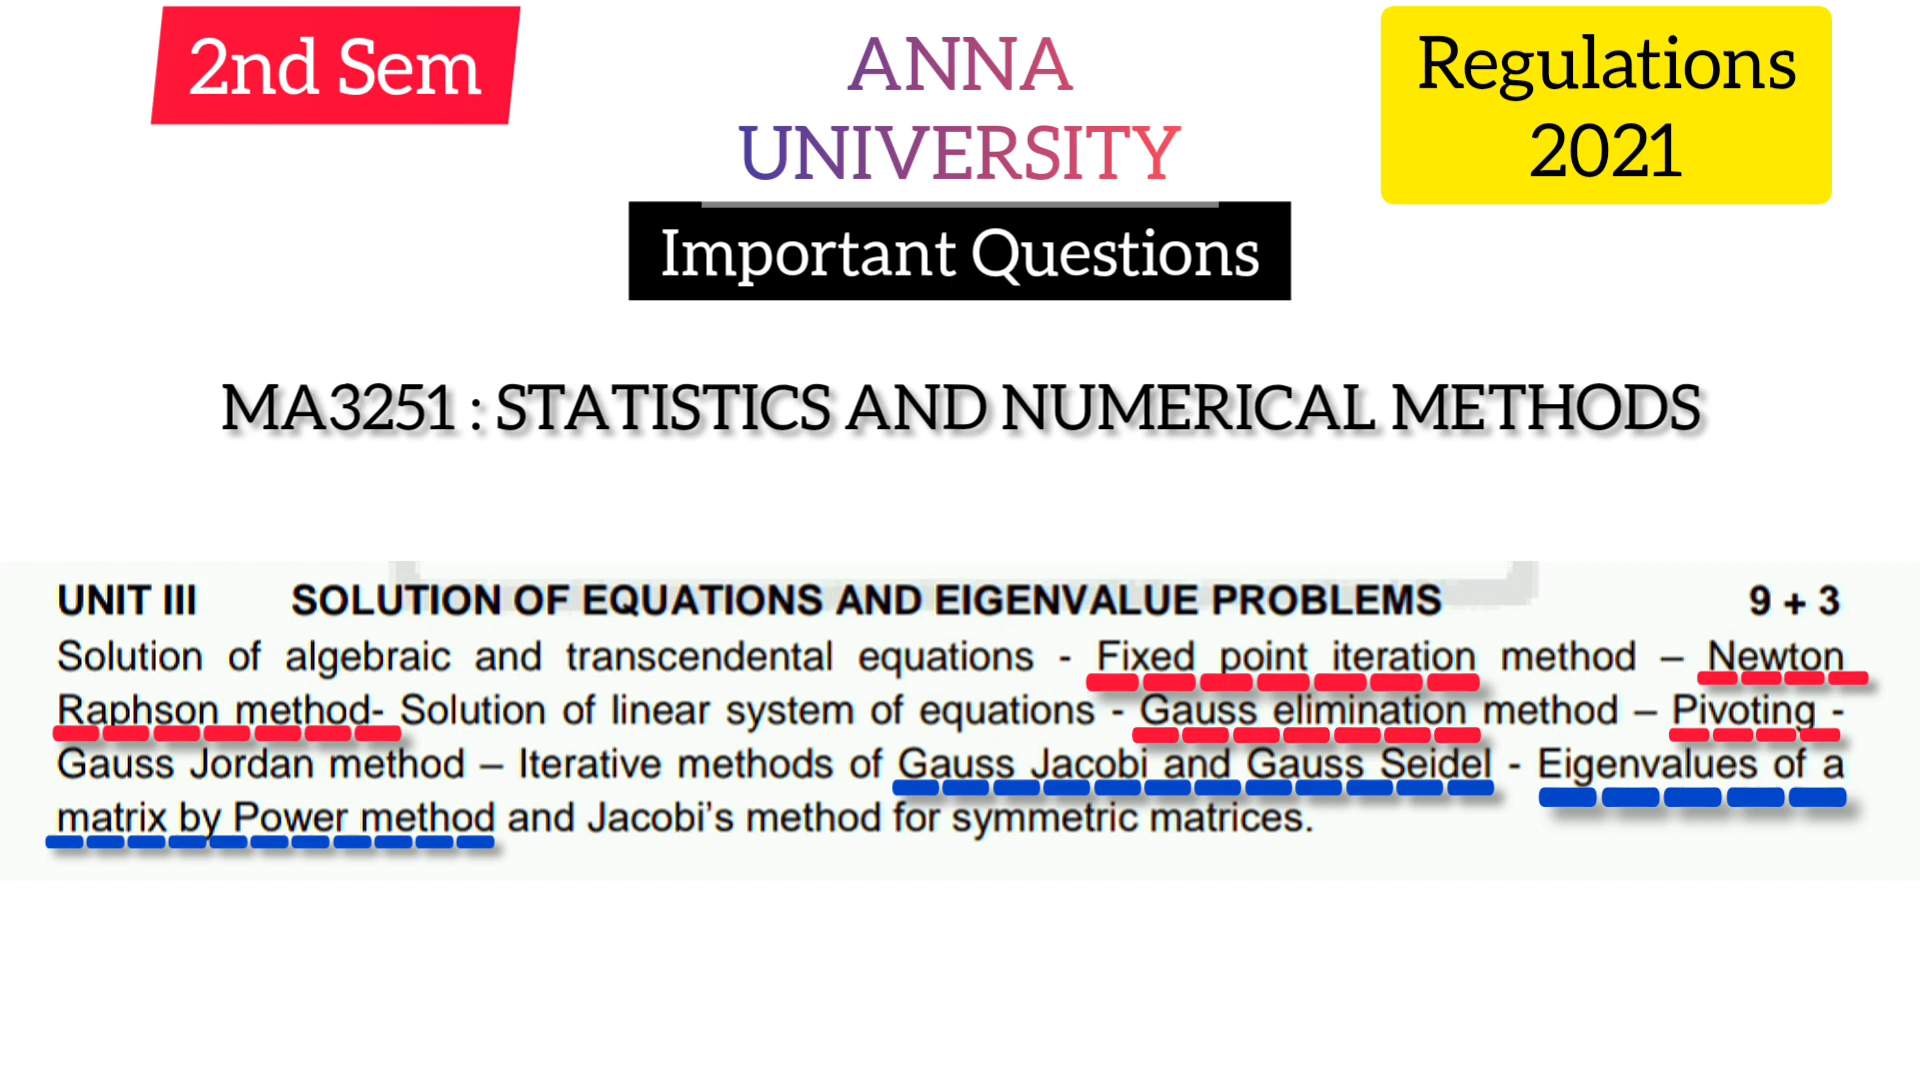 2nd Sem
ANNA
UNIVERSITY
Regulations
2021
Important Questions
MA3251 : STATISTICS AND NUMERICAL METHODS
UNIT III SOLUTION OF EQUATIONS AND EIGENVALUE PROBLEMS 9 + 3
Solution of algebraic and transcendental equations - Fixed point iteration method – Newton
Raphson method- Solution of linear system of equations - Gauss elimination method – Pivoting -
Gauss Jordan method – Iterative methods of Gauss Jacobi and Gauss Seidel - Eigenvalues of a
matrix by Power method and Jacobi’s method for symmetric matrices.